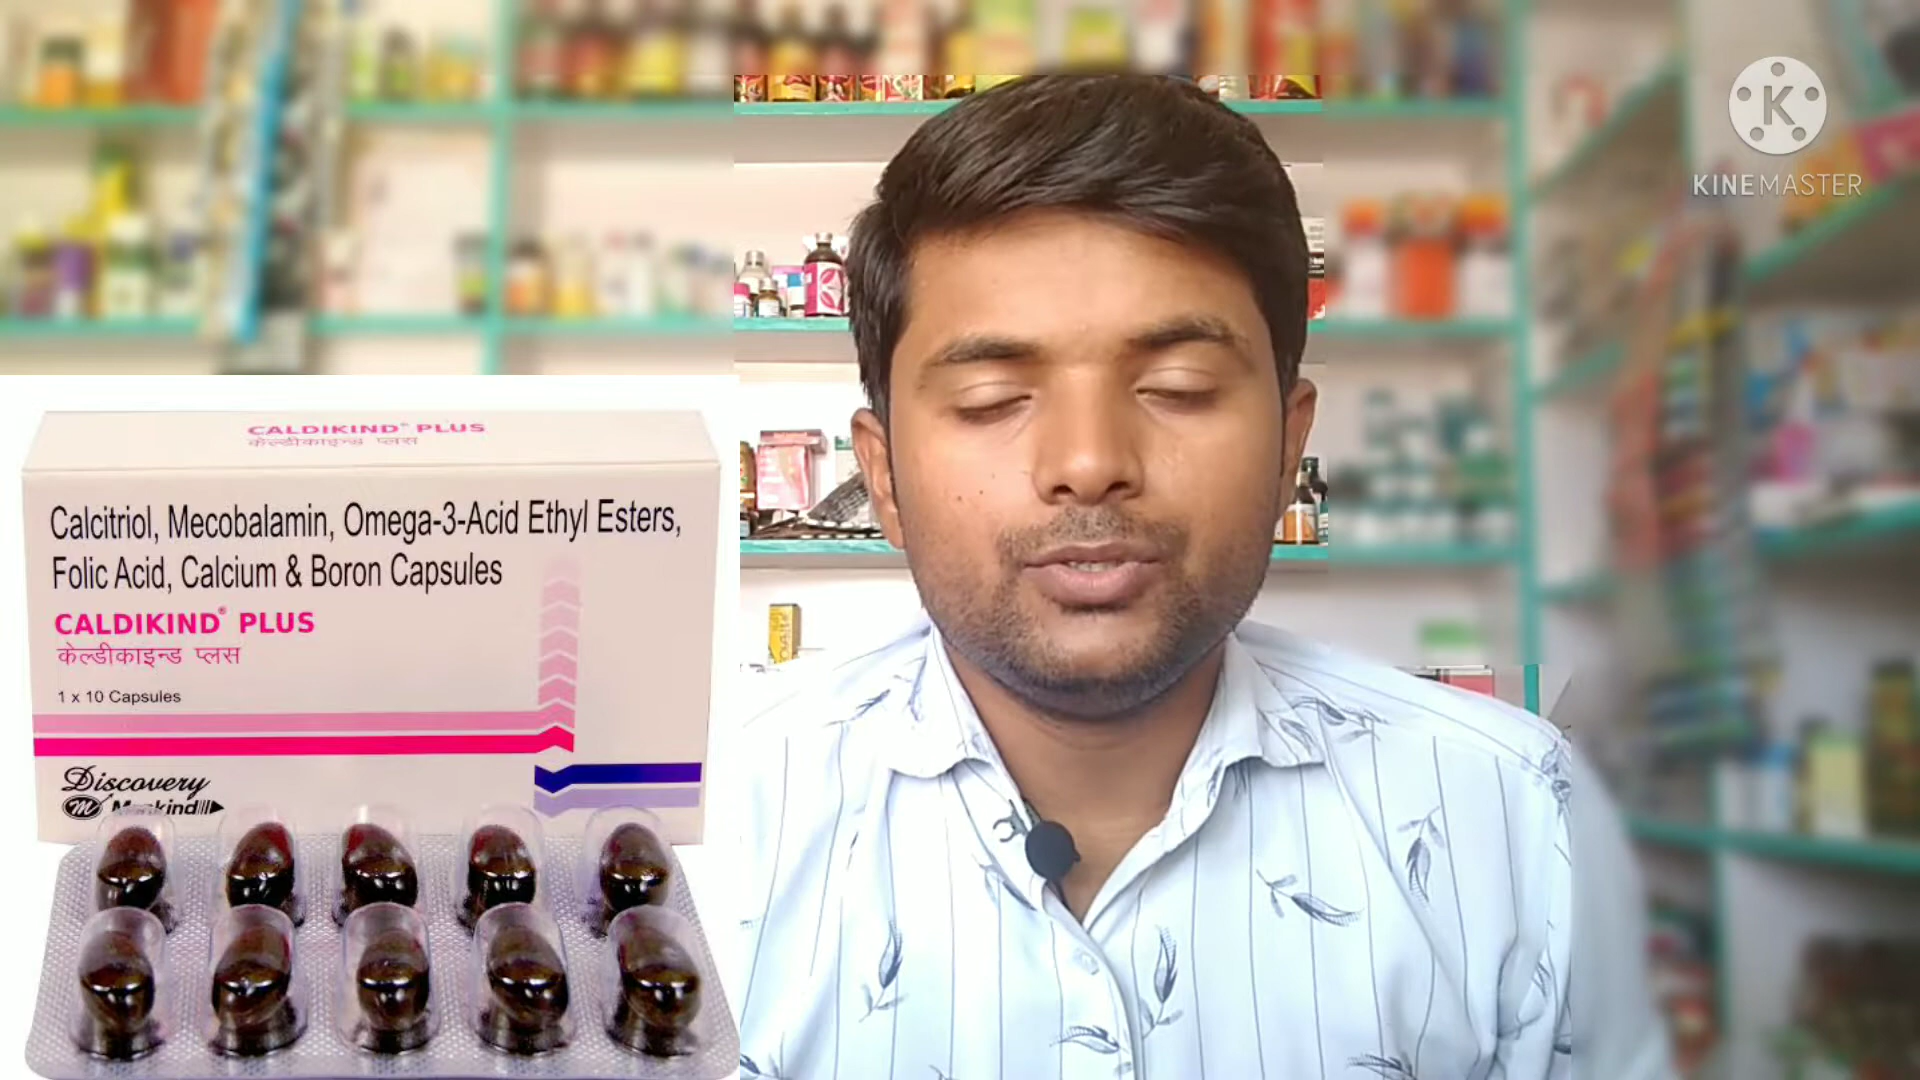 CALDIKIND® PLUS
केल्डीकाइन्ड प्लस
Calcitriol, Mecobalamin, Omega-3-Acid Ethyl Esters,
Folic Acid, Calcium & Boron Capsules
CALDIKIND® PLUS
केल्डीकाइन्ड प्लस
1 x 10 Capsules
Discovery
Mankind
K
KINEMASTER